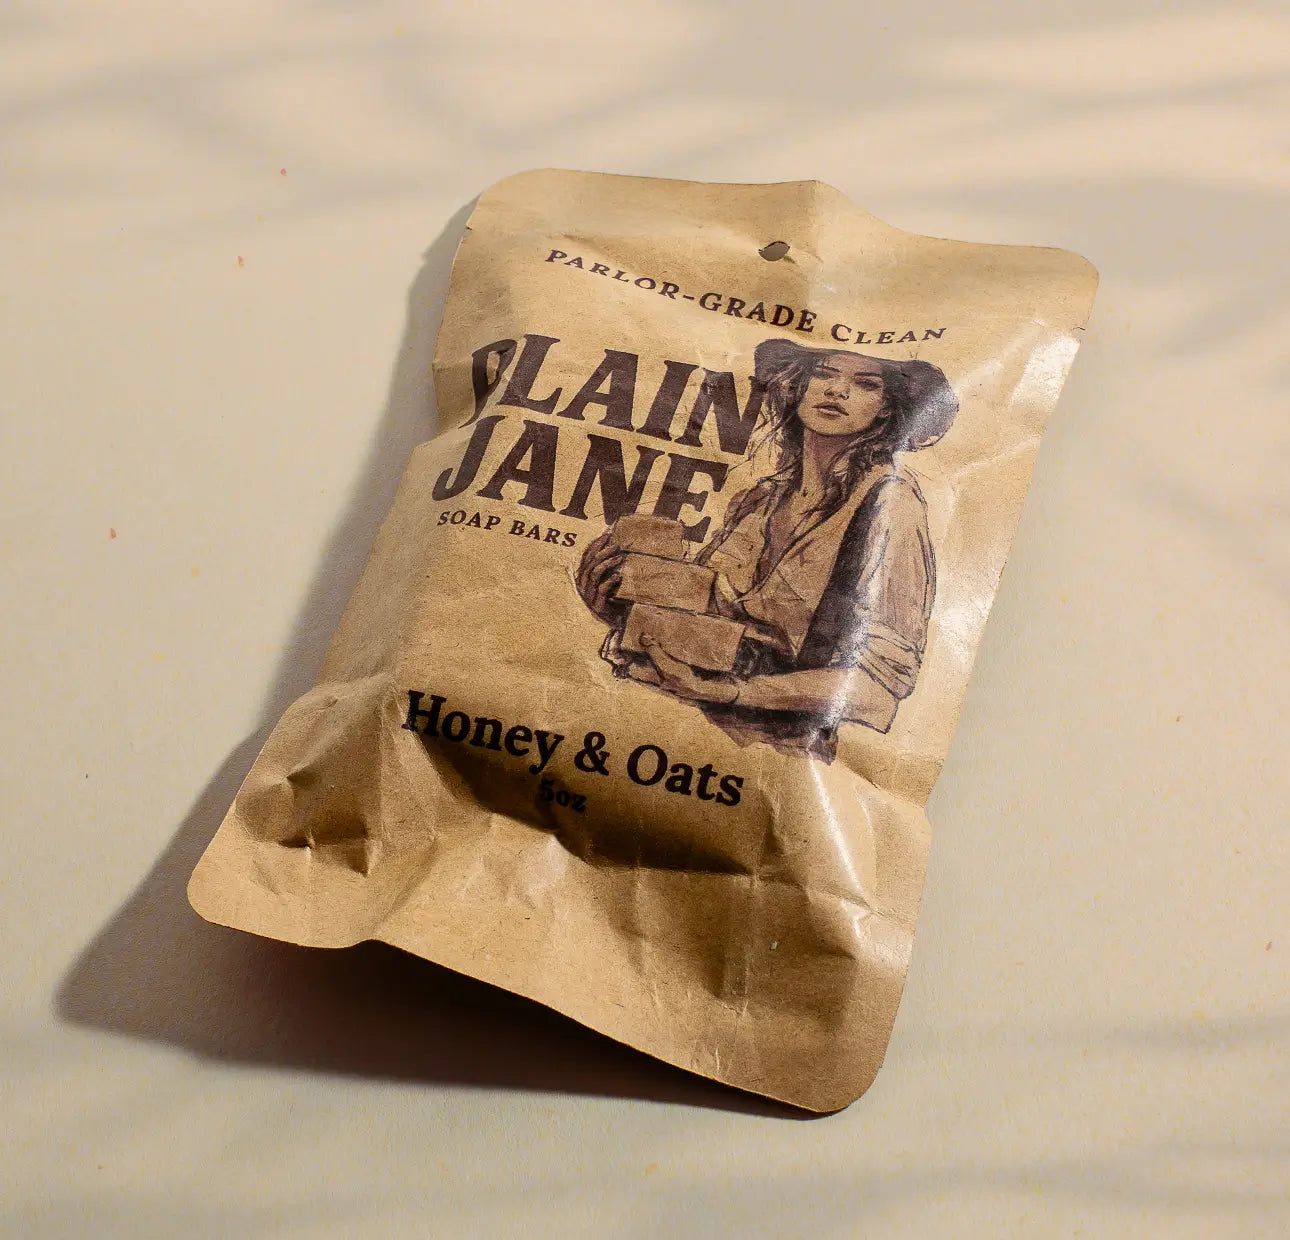 PARLOR-GRADE CLEAN
PLAIN
JANE
SOAP BARS
Honey & Oats
5oz